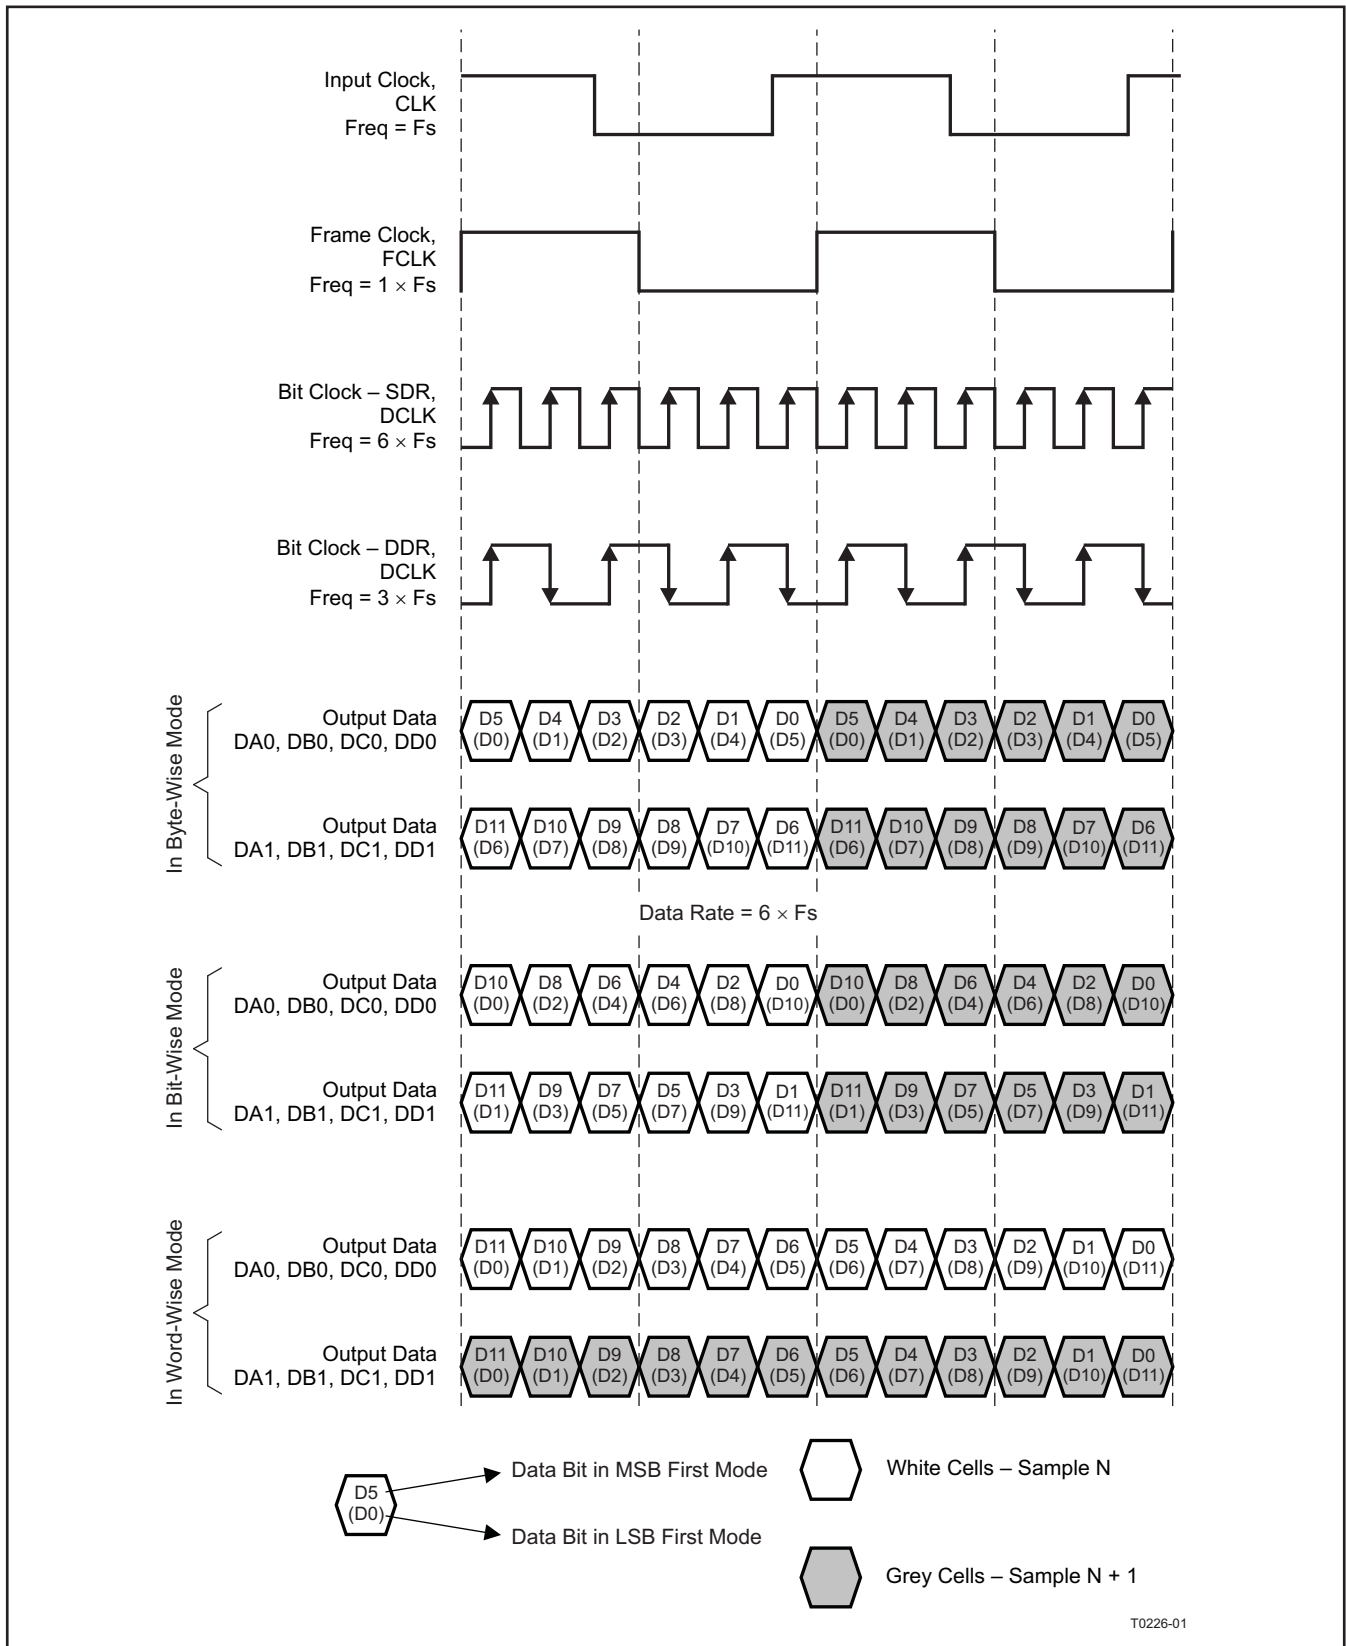 Input Clock,
CLK
Freq = Fs
Frame Clock,
FCLK
Freq = 1 × Fs
Bit Clock – SDR,
DCLK
Freq = 6 × Fs
Bit Clock – DDR,
DCLK
Freq = 3 × Fs
In Byte-Wise Mode
Output Data
DA0, DB0, DC0, DD0
D5 D4 D3 D2 D1 D0 D5 D4 D3 D2 D1 D0
(D0) (D1) (D2) (D3) (D4) (D5) (D0) (D1) (D2) (D3) (D4) (D5)
Output Data
DA1, DB1, DC1, DD1
D11 D10 D9 D8 D7 D6 D11 D10 D9 D8 D7 D6
(D6) (D7) (D8) (D9) (D10) (D11) (D6) (D7) (D8) (D9) (D10) (D11)
Data Rate = 6 × Fs
In Bit-Wise Mode
Output Data
DA0, DB0, DC0, DD0
D10 D8 D6 D4 D2 D0 D10 D8 D6 D4 D2 D0
(D0) (D2) (D4) (D6) (D8) (D10) (D0) (D2) (D4) (D6) (D8) (D10)
Output Data
DA1, DB1, DC1, DD1
D11 D9 D7 D5 D3 D1 D11 D9 D7 D5 D3 D1
(D1) (D3) (D5) (D7) (D9) (D11) (D1) (D3) (D5) (D7) (D9) (D11)
In Word-Wise Mode
Output Data
DA0, DB0, DC0, DD0
D11 D10 D9 D8 D7 D6 D5 D4 D3 D2 D1 D0
(D0) (D1) (D2) (D3) (D4) (D5) (D6) (D7) (D8) (D9) (D10) (D11)
Output Data
DA1, DB1, DC1, DD1
D11 D10 D9 D8 D7 D6 D5 D4 D3 D2 D1 D0
(D0) (D1) (D2) (D3) (D4) (D5) (D6) (D7) (D8) (D9) (D10) (D11)
D5
(D0)
Data Bit in MSB First Mode
Data Bit in LSB First Mode
White Cells – Sample N
Grey Cells – Sample N + 1
T0226-01